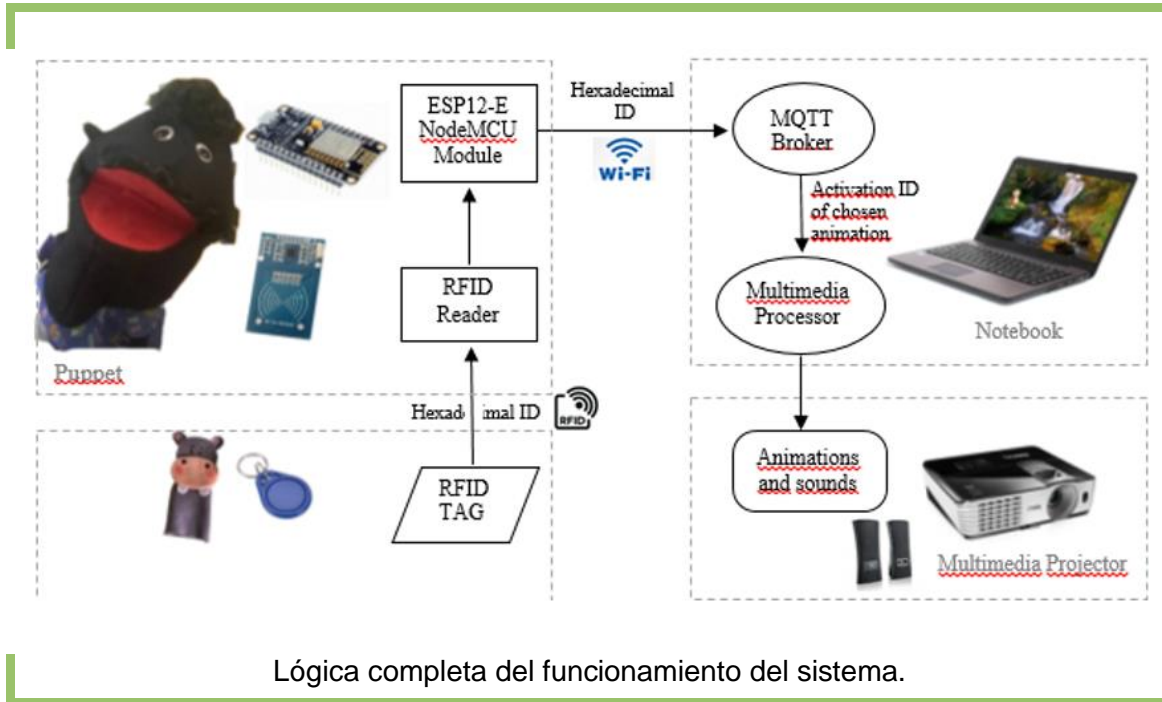 ESP12-E
NodeMCU
Module
Hexadecimal
ID
Wi-Fi
MQTT
Broker
Activation ID
of chosen
animation
RFID
Reader
Multimedia
Processor
Notebook
Puppet
Hexadecimal ID
RFID
RFID
TAG
Animations
and sounds
Multimedia Projector
Lógica completa del funcionamiento del sistema.